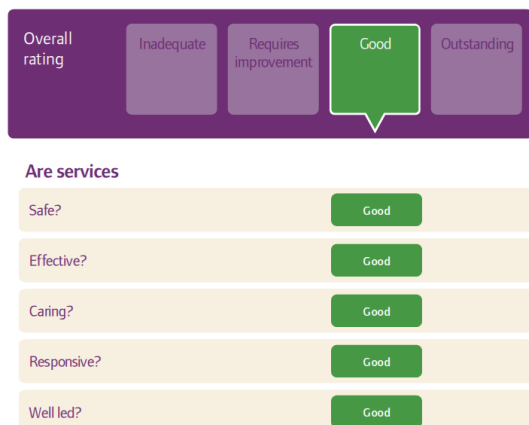 Overall rating
Inadequate
Requires improvement
Good
Outstanding
Are services
Safe? Good
Effective? Good
Caring? Good
Responsive? Good
Well led? Good